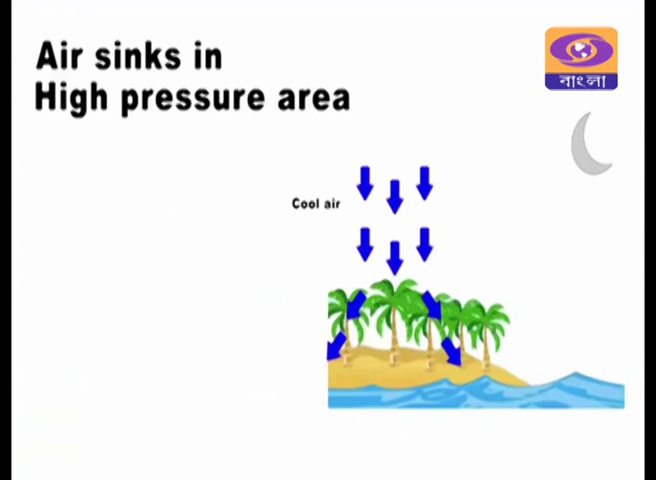 Air sinks in
High pressure area
বাংলা
Cool air